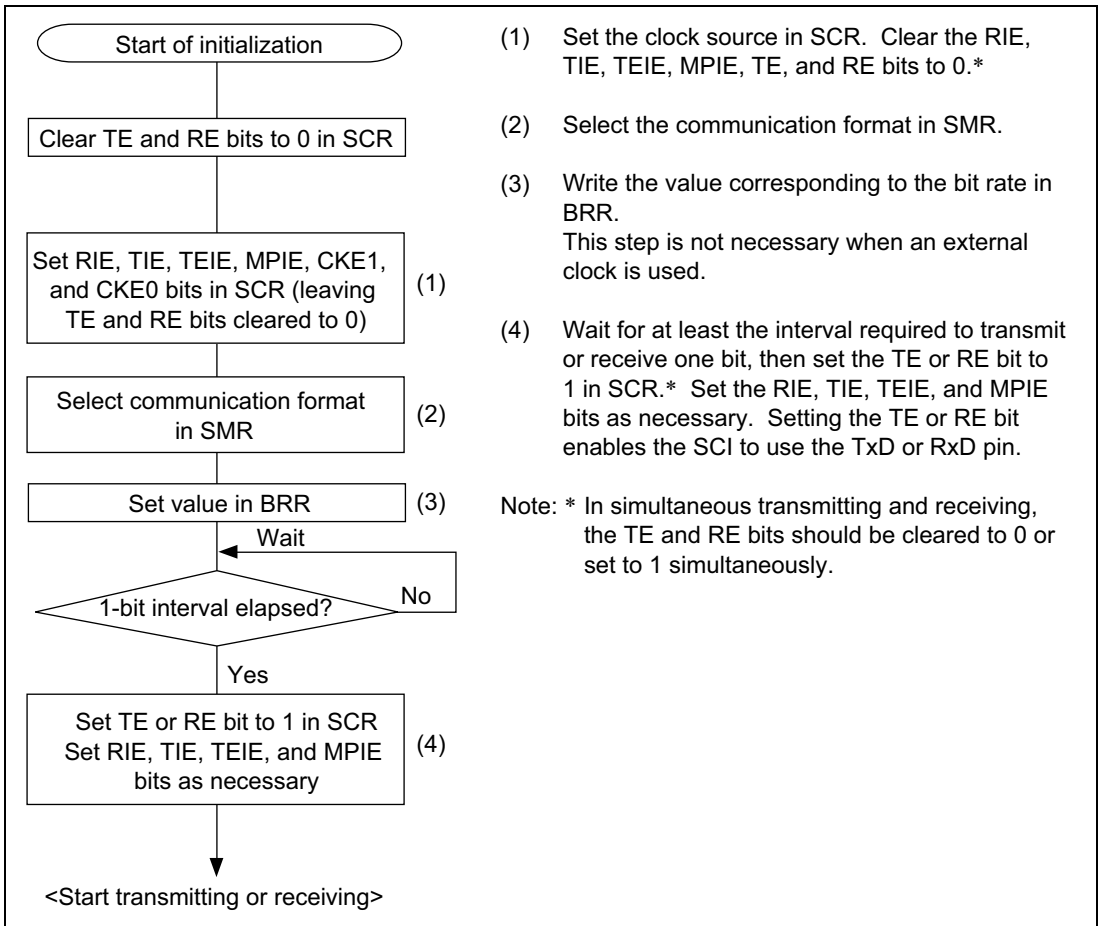 Start of initialization
Clear TE and RE bits to 0 in SCR
Set RIE, TIE, TEIE, MPIE, CKE1,
and CKE0 bits in SCR (leaving
TE and RE bits cleared to 0)
(1)
Select communication format
in SMR
(2)
Set value in BRR
(3)
Wait
1-bit interval elapsed?
No
Yes
Set TE or RE bit to 1 in SCR
Set RIE, TIE, TEIE, and MPIE
bits as necessary
(4)
<Start transmitting or receiving>
(1) Set the clock source in SCR. Clear the RIE,
TIE, TEIE, MPIE, TE, and RE bits to 0.*
(2) Select the communication format in SMR.
(3) Write the value corresponding to the bit rate in
BRR.
This step is not necessary when an external
clock is used.
(4) Wait for at least the interval required to transmit
or receive one bit, then set the TE or RE bit to
1 in SCR.* Set the RIE, TIE, TEIE, and MPIE
bits as necessary. Setting the TE or RE bit
enables the SCI to use the TxD or RxD pin.
Note: * In simultaneous transmitting and receiving,
the TE and RE bits should be cleared to 0 or
set to 1 simultaneously.